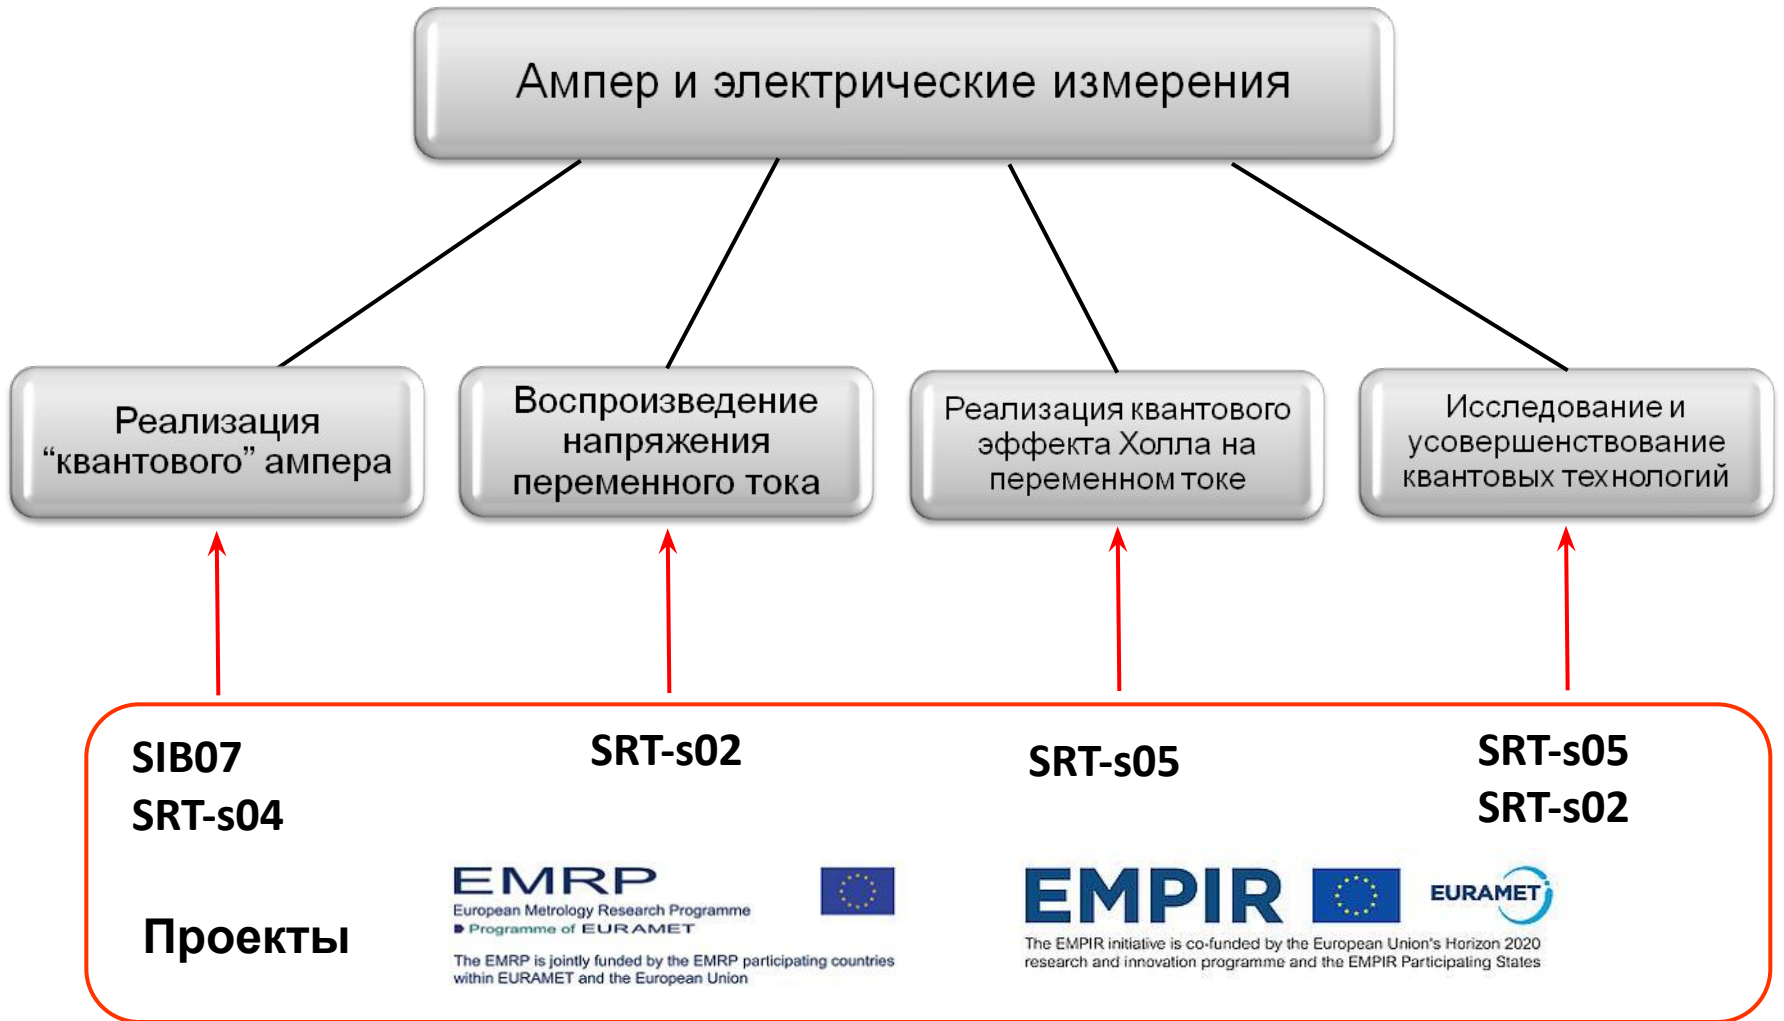 Ампер и электрические измерения
Реализация
“квантового” ампера
Воспроизведение
напряжения
переменного тока
Реализация квантового
эффекта Холла на
переменном токе
Исследование и
усовершенствование
квантовых технологий
SIB07
SRT-s04
SRT-s02
SRT-s05
SRT-s05
SRT-s02
Проекты
EMRP
European Metrology Research Programme
Programme of EURAMET
The EMRP is jointly funded by the EMRP participating countries
within EURAMET and the European Union
EMPIR
EURAMET
The EMPIR initiative is co-funded by the European Union's Horizon 2020
research and innovation programme and the EMPIR Participating States